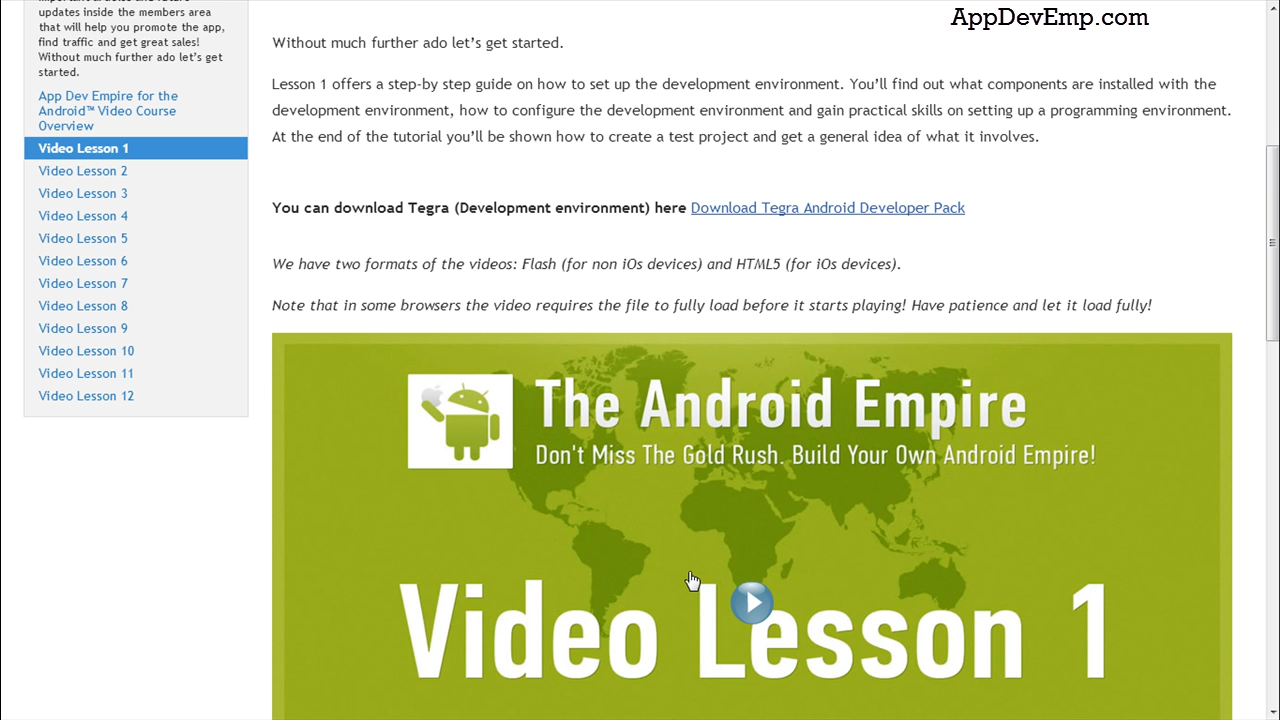 AppDevEmp.com
important articles and future
updates inside the members area
that will help you promote the app,
find traffic and get great sales!
Without much further ado let’s get
started.
App Dev Empire for the
Android™ Video Course
Overview
Video Lesson 1
Video Lesson 2
Video Lesson 3
Video Lesson 4
Video Lesson 5
Video Lesson 6
Video Lesson 7
Video Lesson 8
Video Lesson 9
Video Lesson 10
Video Lesson 11
Video Lesson 12
Without much further ado let’s get started.
Lesson 1 offers a step-by step guide on how to set up the development environment. You’ll find out what components are installed with the
development environment, how to configure the development environment and gain practical skills on setting up a programming environment.
At the end of the tutorial you’ll be shown how to create a test project and get a general idea of what it involves.
You can download Tegra (Development environment) here Download Tegra Android Developer Pack
We have two formats of the videos: Flash (for non iOs devices) and HTML5 (for iOs devices).
Note that in some browsers the video requires the file to fully load before it starts playing! Have patience and let it load fully!
The Android Empire
Don't Miss The Gold Rush. Build Your Own Android Empire!
Video Lesson 1